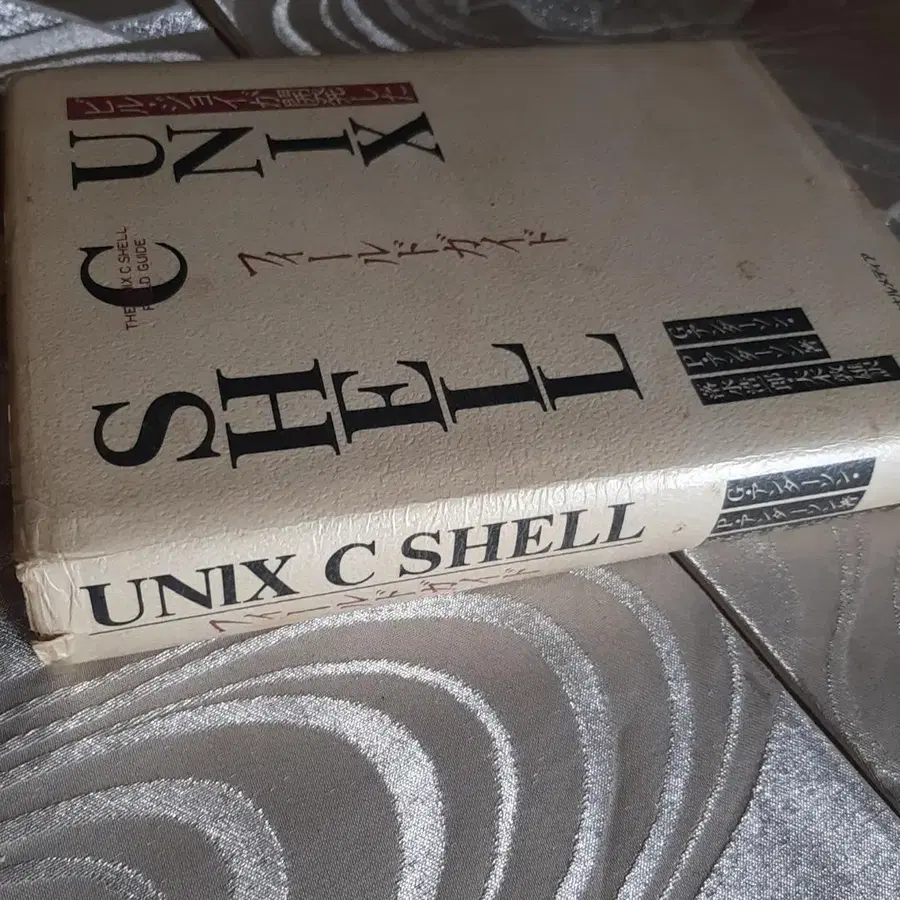 ビル・ジョイが開発した
UNIX
C
THE UNIX C SHELL
FIELD GUIDE
フィールドガイド
SHELL
G・アンダーソン・
P・アンダーソン著
UNIX C SHELL
フィールドガイド
G・アンダーソン・
P・アンダーソン著